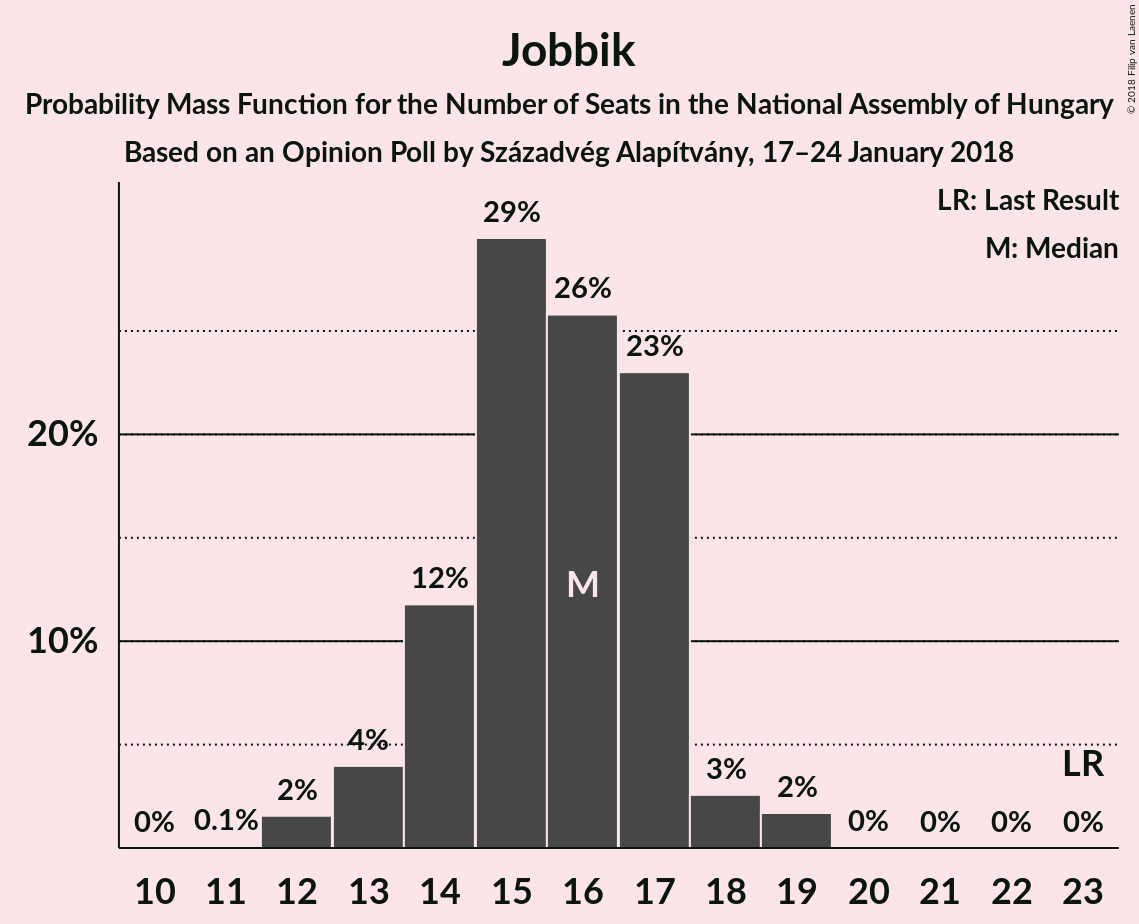 Jobbik
Probability Mass Function for the Number of Seats in the National Assembly of Hungary
Based on an Opinion Poll by Századvég Alapítvány, 17–24 January 2018
© 2018 Filip van Laenen
LR: Last Result
M: Median
29%
26%
23%
20%
12%
M
10%
4%
LR
3%
2%
2%
0%
0.1%
0%
0%
0%
0%
10 11 12 13 14 15 16 17 18 19 20 21 22 23